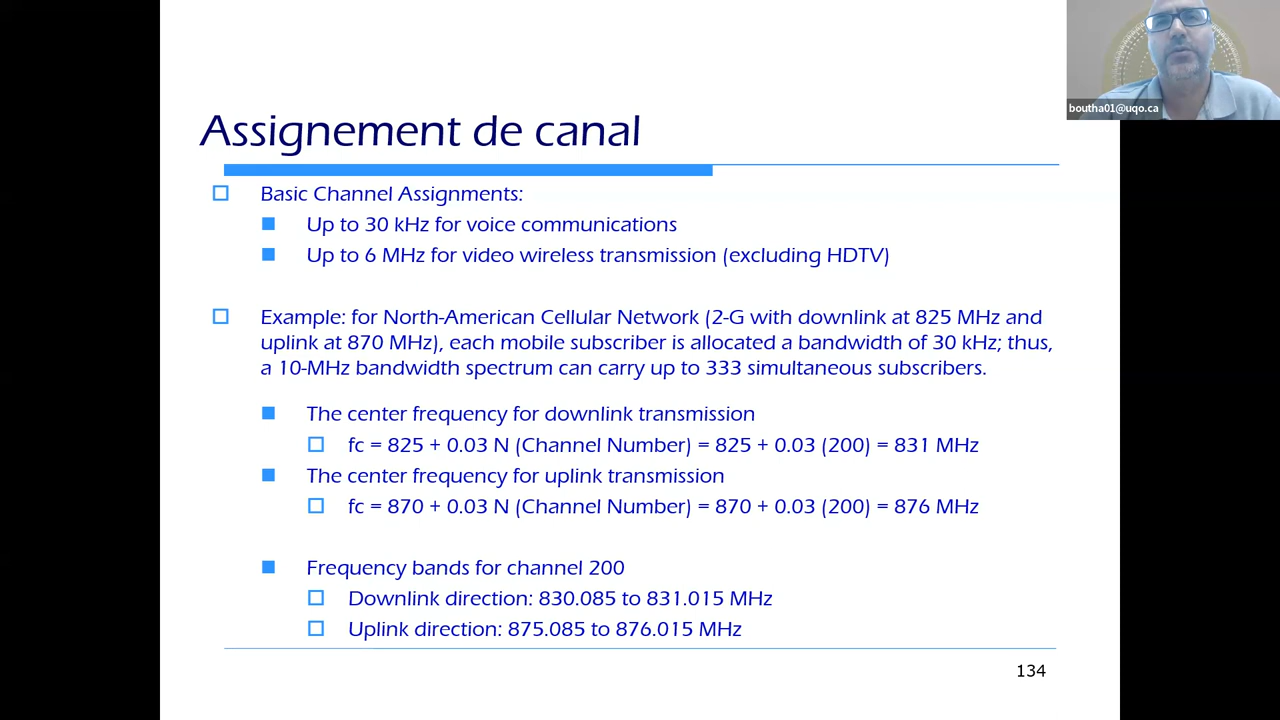 boutha01@uqo.ca
Assignement de canal
Basic Channel Assignments:
Up to 30 kHz for voice communications
Up to 6 MHz for video wireless transmission (excluding HDTV)
Example: for North-American Cellular Network (2-G with downlink at 825 MHz and
uplink at 870 MHz), each mobile subscriber is allocated a bandwidth of 30 kHz; thus,
a 10-MHz bandwidth spectrum can carry up to 333 simultaneous subscribers.
The center frequency for downlink transmission
fc = 825 + 0.03 N (Channel Number) = 825 + 0.03 (200) = 831 MHz
The center frequency for uplink transmission
fc = 870 + 0.03 N (Channel Number) = 870 + 0.03 (200) = 876 MHz
Frequency bands for channel 200
Downlink direction: 830.085 to 831.015 MHz
Uplink direction: 875.085 to 876.015 MHz
134